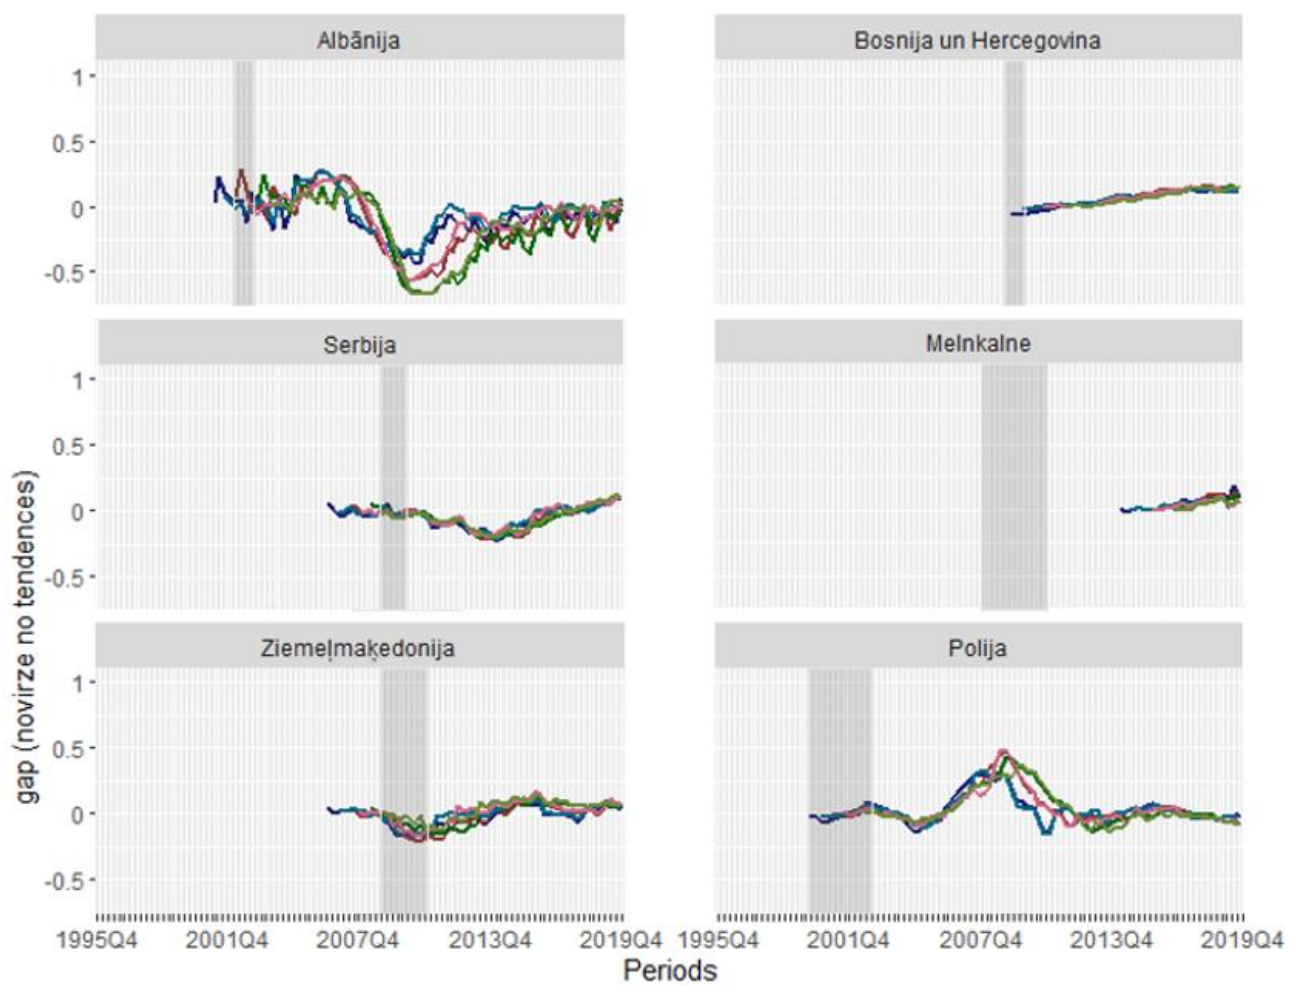 Albānija
Bosnija un Hercegovina
1
0.5
0
-0.5
Serbija
Melnkalne
1
0.5
0
-0.5
Ziemeļmaķedonija
Polija
1
0.5
0
-0.5
gap (novirze no tendences)
1995Q4 2001Q4 2007Q4 2013Q4 2019Q4 1995Q4 2001Q4 2007Q4 2013Q4 2019Q4
Periods